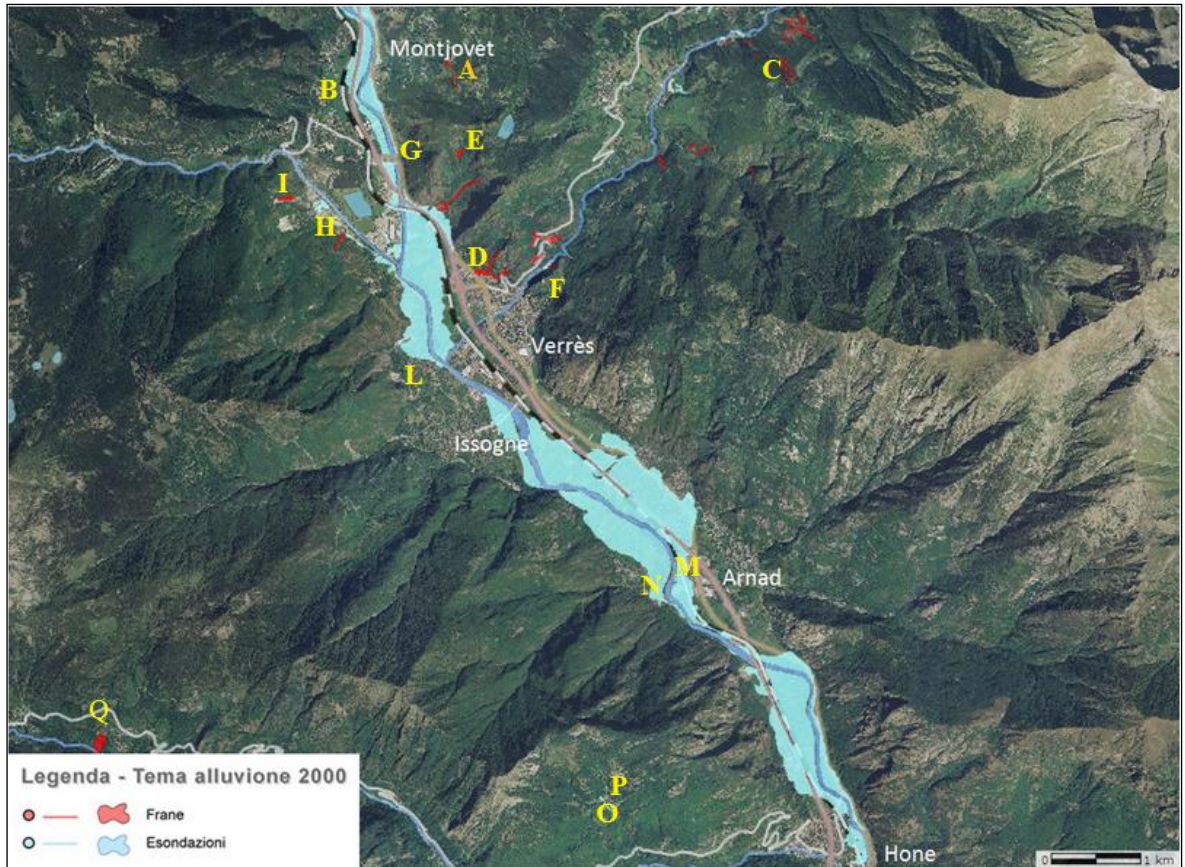 Montjovet
A
B
C
E
G
I
H
D
F
Verrès
L
Issogne
M
N
Arnad
Q
P
O
Legenda - Tema alluvione 2000
Frane
Esondazioni
Hone
0 1 km